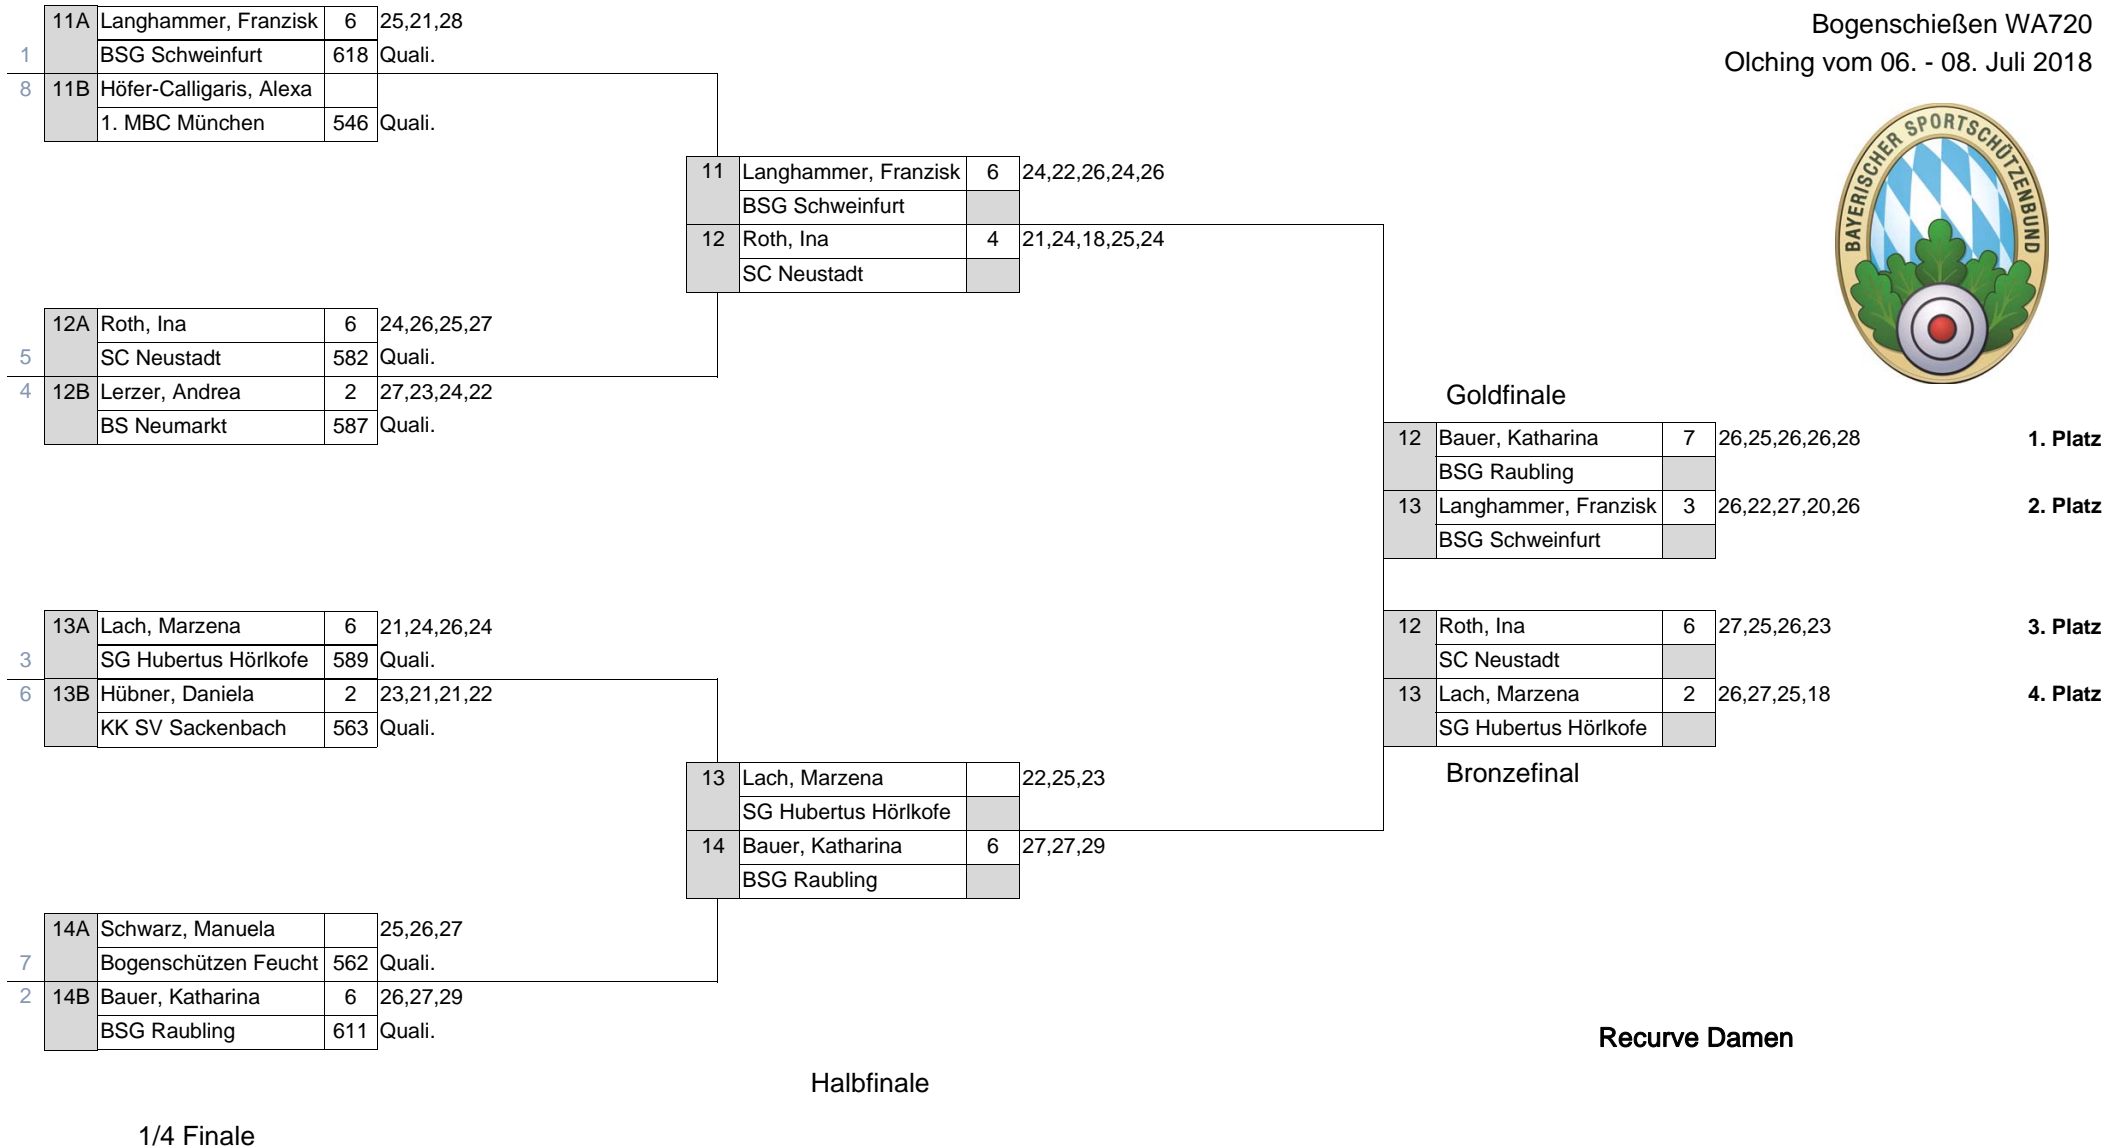 11A Langhammer, Franzisk 6 25,21,28
1 BSG Schweinfurt 618 Quali.
8 11B Höfer-Calligaris, Alexa
1. MBC München 546 Quali.
Bogenschießen WA720
Olching vom 06. - 08. Juli 2018
BAYERISCHER SPORTSCHÜTZENBUND
11 Langhammer, Franzisk 6 24,22,26,24,26
BSG Schweinfurt
12 Roth, Ina 4 21,24,18,25,24
SC Neustadt
12A Roth, Ina 6 24,26,25,27
5 SC Neustadt 582 Quali.
4 12B Lerzer, Andrea 2 27,23,24,22
BS Neumarkt 587 Quali.
Goldfinale
12 Bauer, Katharina 7 26,25,26,26,28 1. Platz
BSG Raubling
13 Langhammer, Franzisk 3 26,22,27,20,26 2. Platz
BSG Schweinfurt
13A Lach, Marzena 6 21,24,26,24
3 SG Hubertus Hörlkofe 589 Quali.
6 13B Hübner, Daniela 2 23,21,21,22
KK SV Sackenbach 563 Quali.
12 Roth, Ina 6 27,25,26,23 3. Platz
SC Neustadt
13 Lach, Marzena 2 26,27,25,18 4. Platz
SG Hubertus Hörlkofe
Bronzefinal
13 Lach, Marzena 22,25,23
SG Hubertus Hörlkofe
14 Bauer, Katharina 6 27,27,29
BSG Raubling
14A Schwarz, Manuela 25,26,27
7 Bogenschützen Feucht 562 Quali.
2 14B Bauer, Katharina 6 26,27,29
BSG Raubling 611 Quali.
Recurve Damen
Halbfinale
1/4 Finale